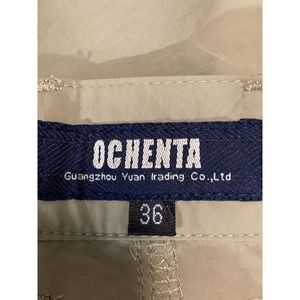 OCHENTA
Guangzhou Yuan Trading Co.,Ltd
36